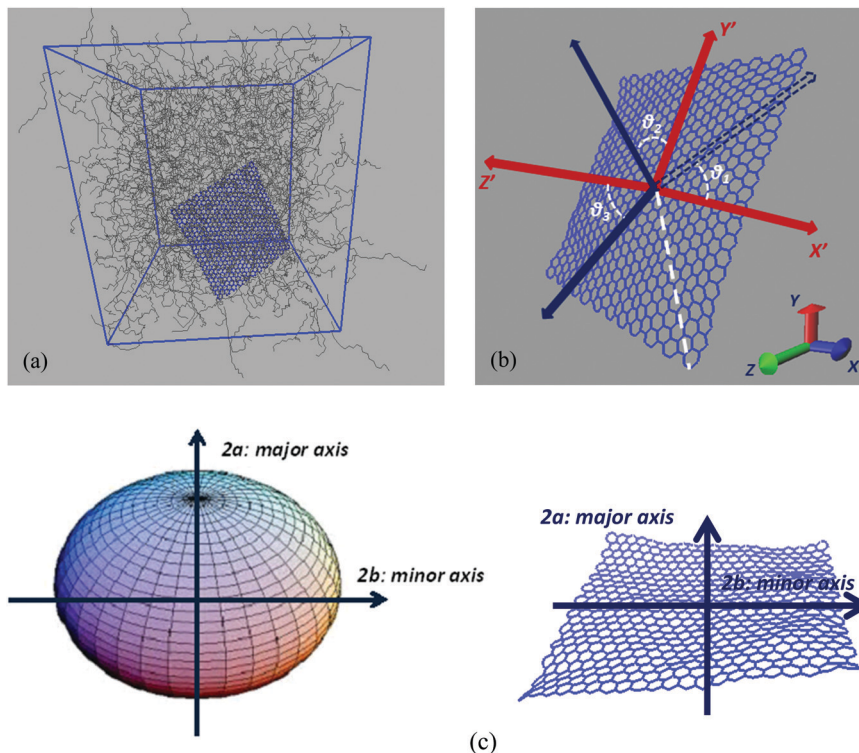 (a)
Y'
ϑ₂
ϑ₁
Z'
ϑ₃
X'
(b)
Y
Z
X
2a: major axis
2b: minor axis
2a: major axis
2b: minor axis
(c)